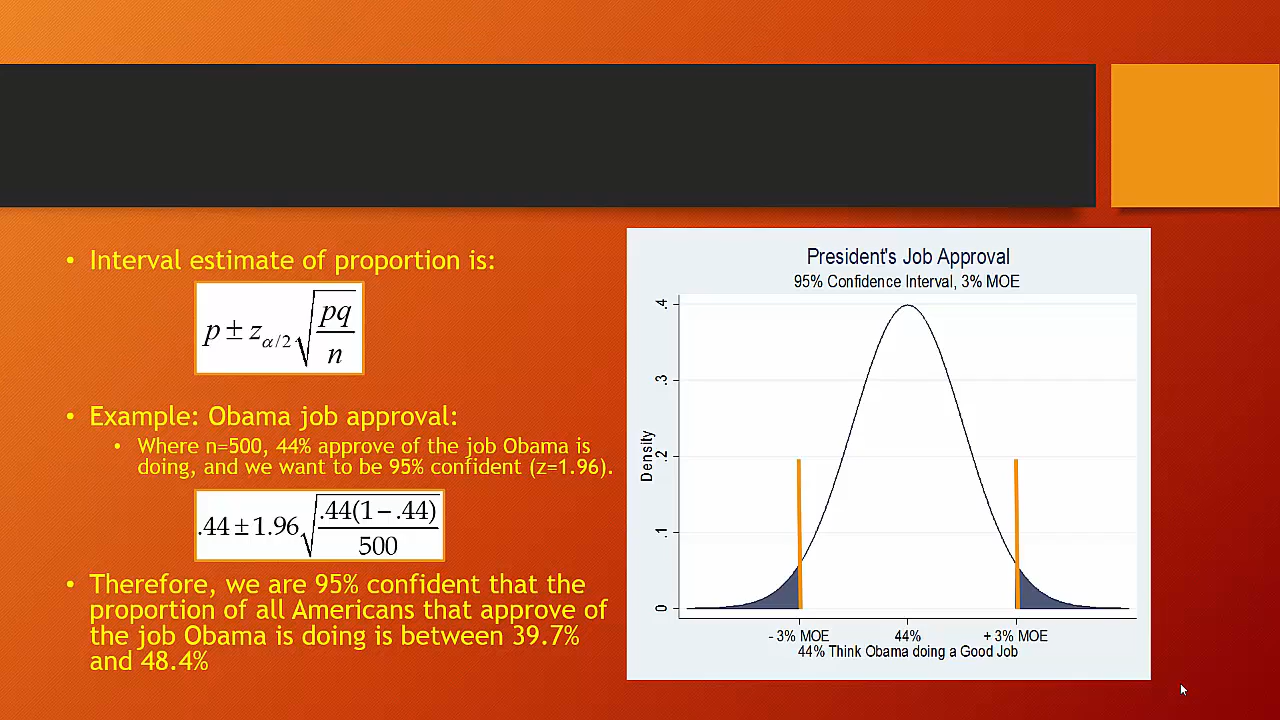 • Interval estimate of proportion is:
p ± z_{α/2} √(pq/n)
• Example: Obama job approval:
• Where n=500, 44% approve of the job Obama is
doing, and we want to be 95% confident (z=1.96).
.44 ± 1.96 √(.44(1 − .44)/500)
• Therefore, we are 95% confident that the
proportion of all Americans that approve of
the job Obama is doing is between 39.7%
and 48.4%
President's Job Approval
95% Confidence Interval, 3% MOE
Density
.4
.3
.2
.1
0
- 3% MOE 44% + 3% MOE
44% Think Obama doing a Good Job